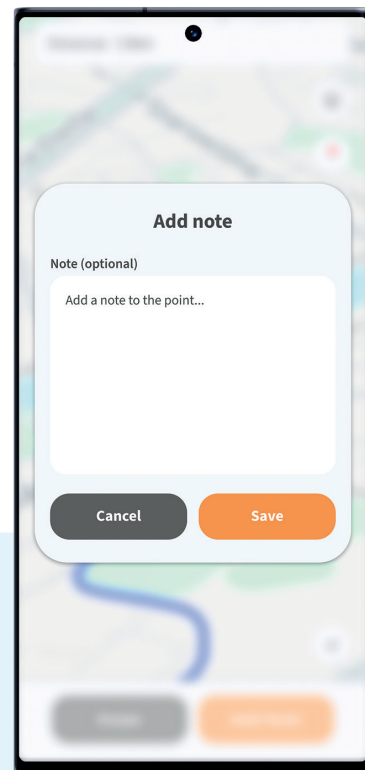 Add note
Note (optional)
Add a note to the point...
Cancel
Save